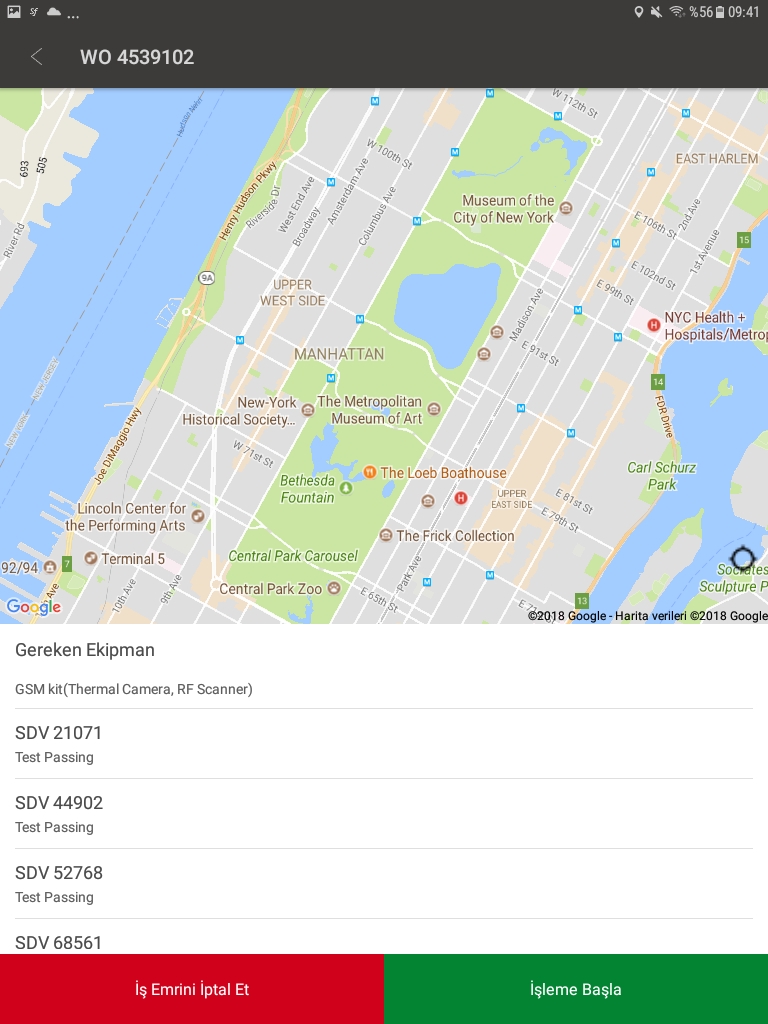 ... %56 09:41
WO 4539102
Hudson River
W 112th St
EAST HARLEM
693
505
W 100th St
Henry Hudson Pkwy
Riverside Dr
West End Ave
Broadway
Amsterdam Ave
Columbus Ave
Museum of the
City of New York
E 106th St
2nd Ave
1st Avenue
15
River Rd
9A
E 102nd St
E 99th St
UPPER
WEST SIDE
Madison Ave
NYC Health +
Hospitals/Metrop
MANHATTAN
E 91st St
NEW JERSEY
NEW YORK
14
FDR Drive
New-York
Historical Society...
The Metropolitan
Museum of Art
Joe DiMaggio Hwy
W 71st St
The Loeb Boathouse
Bethesda
Fountain
Carl Schurz
Park
UPPER
EAST SIDE
E 81st St
E 79th St
Lincoln Center for
the Performing Arts
The Frick Collection
Terminal 5
Central Park Carousel
92/94
7
Park Ave
Socrates
Sculpture P
Central Park Zoo
10th Ave
9th Ave
Ave
E 65th St
13
Google
©2018 Google - Harita verileri ©2018 Google
Gereken Ekipman
GSM kit(Thermal Camera, RF Scanner)
SDV 21071
Test Passing
SDV 44902
Test Passing
SDV 52768
Test Passing
SDV 68561
İş Emrini İptal Et
İşleme Başla